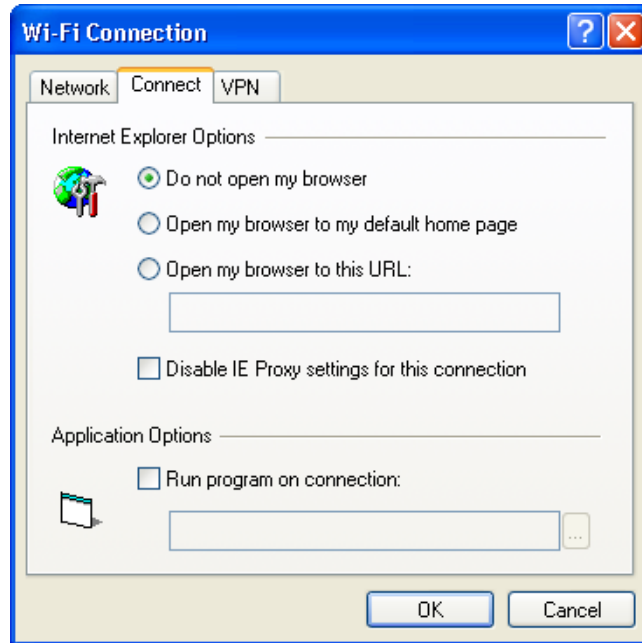 Wi-Fi Connection
Network Connect VPN
Internet Explorer Options
Do not open my browser
Open my browser to my default home page
Open my browser to this URL:
Disable IE Proxy settings for this connection
Application Options
Run program on connection:
...
OK Cancel